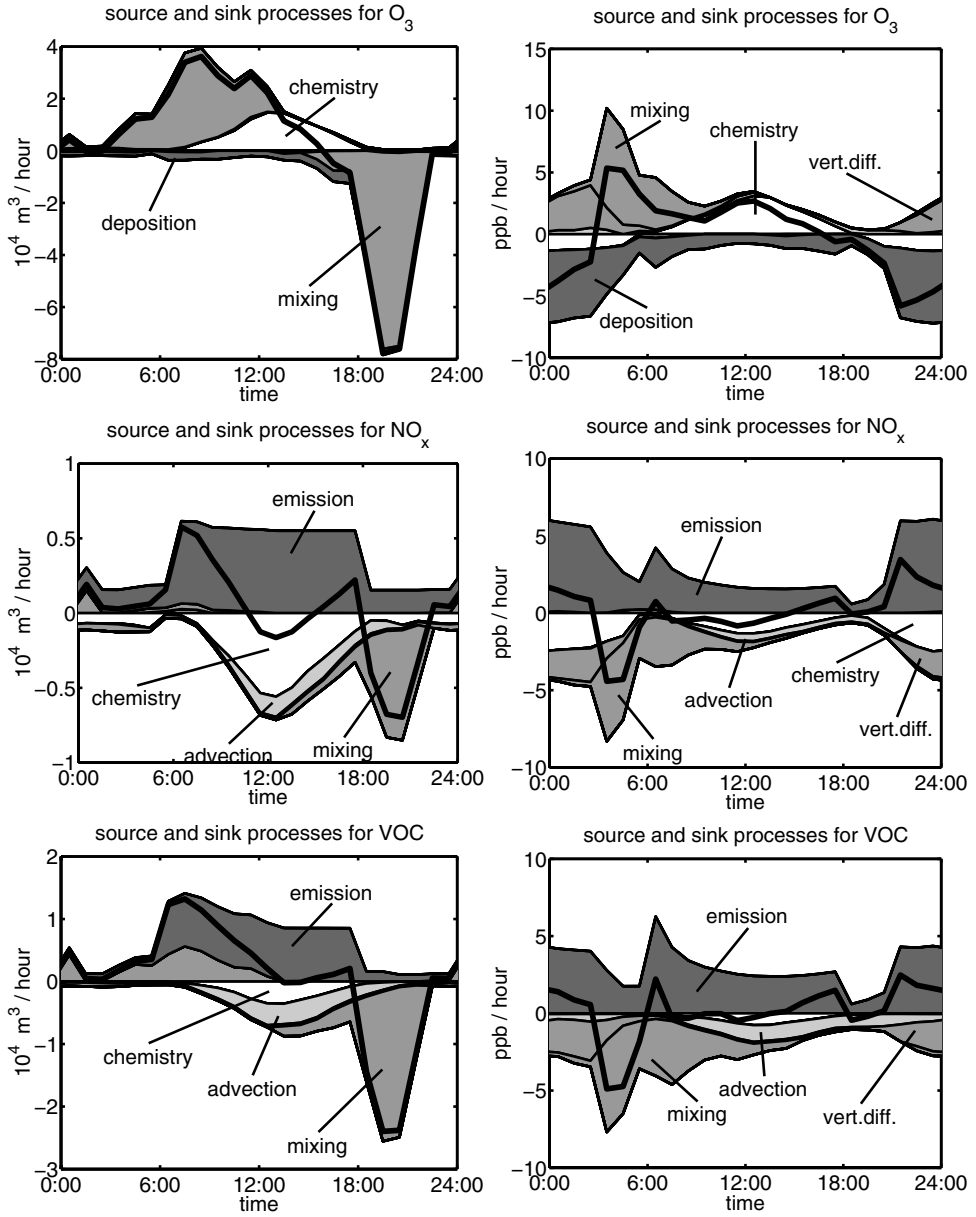 source and sink processes for O3
4
2
0
−2
−4
−6
−8
10^4 m^3 / hour
chemistry
deposition
mixing
0:00 6:00 12:00 18:00 24:00
time
source and sink processes for O3
15
10
5
0
−5
−10
ppb / hour
mixing
chemistry
vert.diff.
deposition
0:00 6:00 12:00 18:00 24:00
time
source and sink processes for NOx
1
0.5
0
−0.5
−1
10^4 m^3 / hour
emission
chemistry
advection
mixing
0:00 6:00 12:00 18:00 24:00
time
source and sink processes for NOx
10
5
0
−5
−10
ppb / hour
emission
chemistry
advection
vert.diff.
mixing
0:00 6:00 12:00 18:00 24:00
time
source and sink processes for VOC
2
1
0
−1
−2
−3
10^4 m^3 / hour
emission
chemistry
advection
mixing
0:00 6:00 12:00 18:00 24:00
time
source and sink processes for VOC
10
5
0
−5
−10
ppb / hour
emission
advection
mixing
vert.diff.
0:00 6:00 12:00 18:00 24:00
time